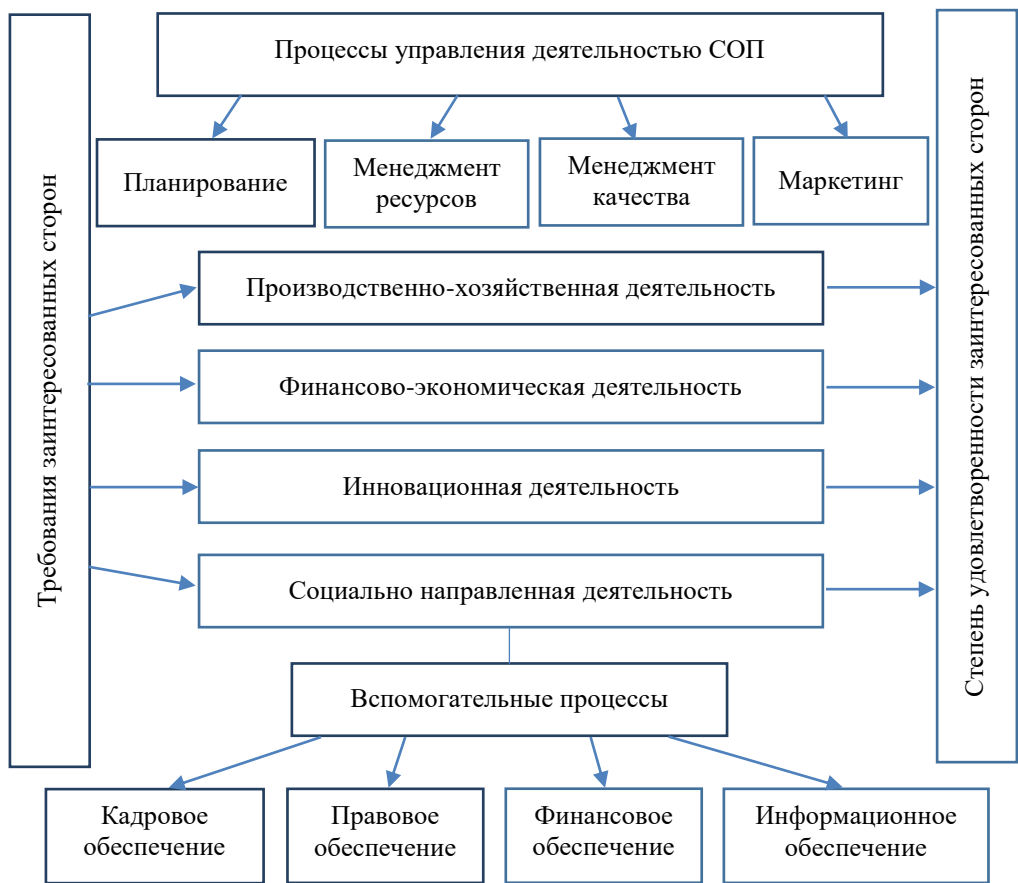 Процессы управления деятельностью СОП
Планирование
Менеджмент
ресурсов
Менеджмент
качества
Маркетинг
Требования заинтересованных сторон
Производственно-хозяйственная деятельность
Финансово-экономическая деятельность
Инновационная деятельность
Социально направленная деятельность
Степень удовлетворенности заинтересованных сторон
Вспомогательные процессы
Кадровое
обеспечение
Правовое
обеспечение
Финансовое
обеспечение
Информационное
обеспечение